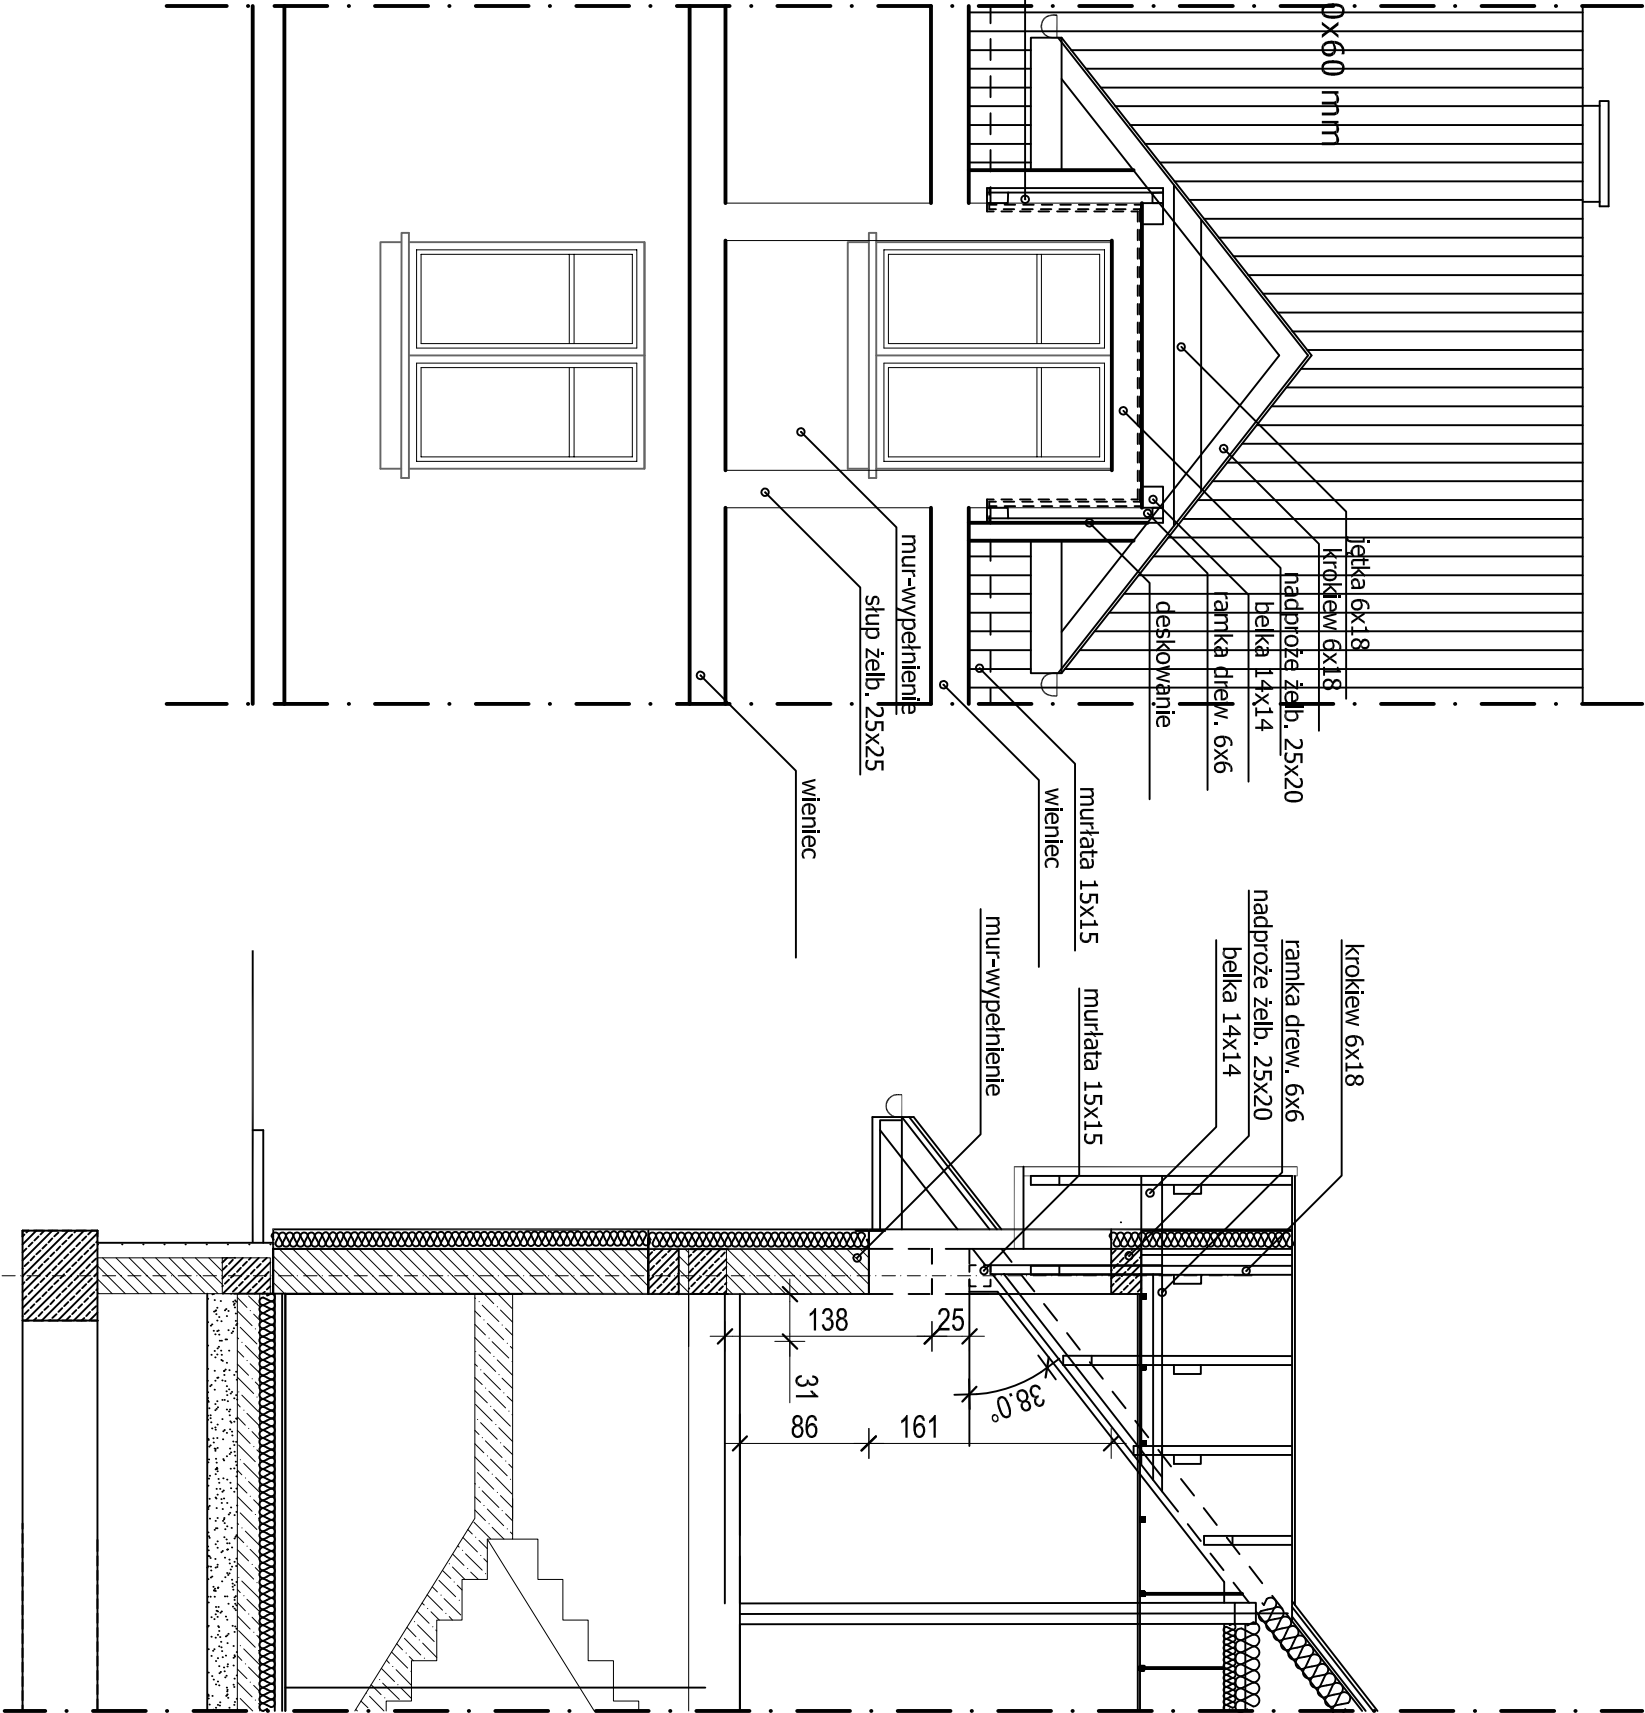 0x60 mm
jętka 6x18
krokiew 6x18
nadproże żelb. 25x20
belka 14x14
ramka drew. 6x6
deskowanie
mur-wypełnienie
słup żelb. 25x25
murłata 15x15
wieniec
wieniec
krokiew 6x18
ramka drew. 6x6
nadproże żelb. 25x20
belka 14x14
murłata 15x15
mur-wypełnienie
138
25
31
38.0°
86
161